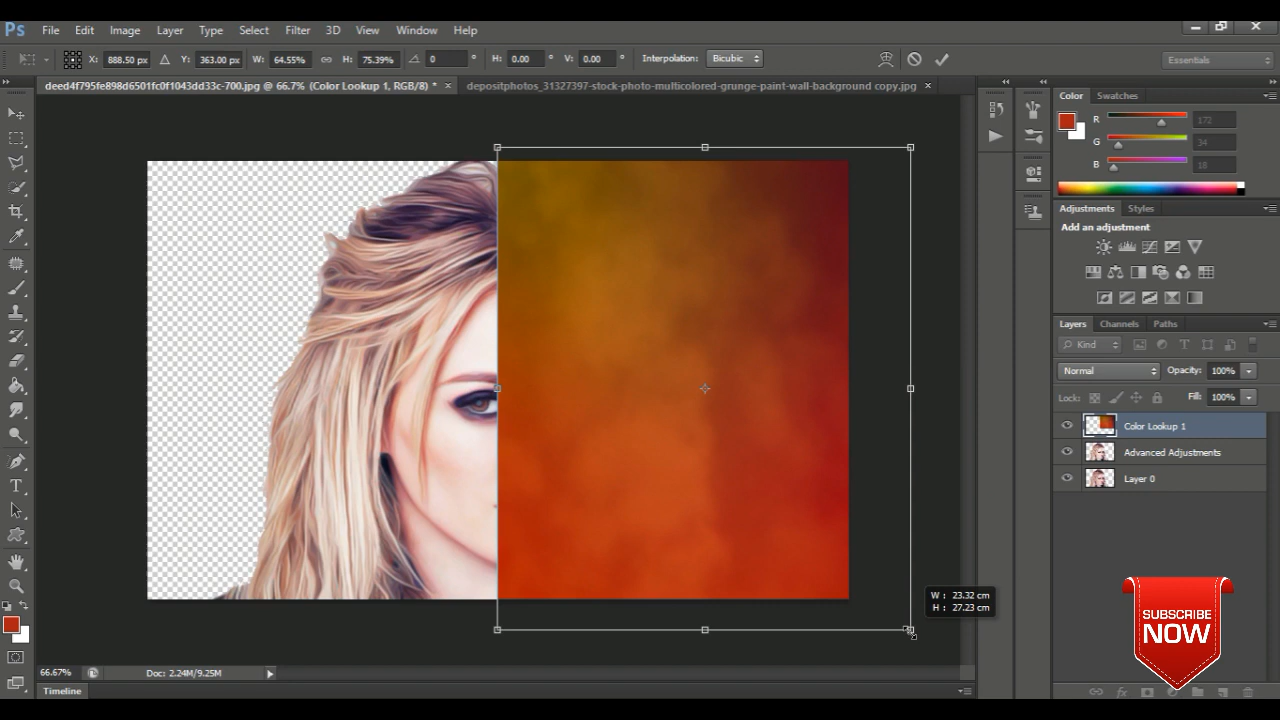 Ps File Edit Image Layer Type Select Filter 3D View Window Help
X: 888.50 px Y: 363.00 px W: 64.55% H: 75.39% 0 ° H: 0.00 ° V: 0.00 ° Interpolation: Bicubic Essentials
deed4f795fe898d6501fc0f1043dd33c-700.jpg @ 66.7% (Color Lookup 1, RGB/8) * × depositphotos_31327397-stock-photo-multicolored-grunge-paint-wall-background copy.jpg ×
Color Swatches
R 172
G 34
B 16
Adjustments Styles
Add an adjustment
Layers Channels Paths
Kind
Normal Opacity: 100%
Lock: Fill: 100%
Color Lookup 1
Advanced Adjustments
Layer 0
W : 23.32 cm
H : 27.23 cm
SUBSCRIBE
NOW
66.67% Doc: 2.24M/9.25M
Timeline